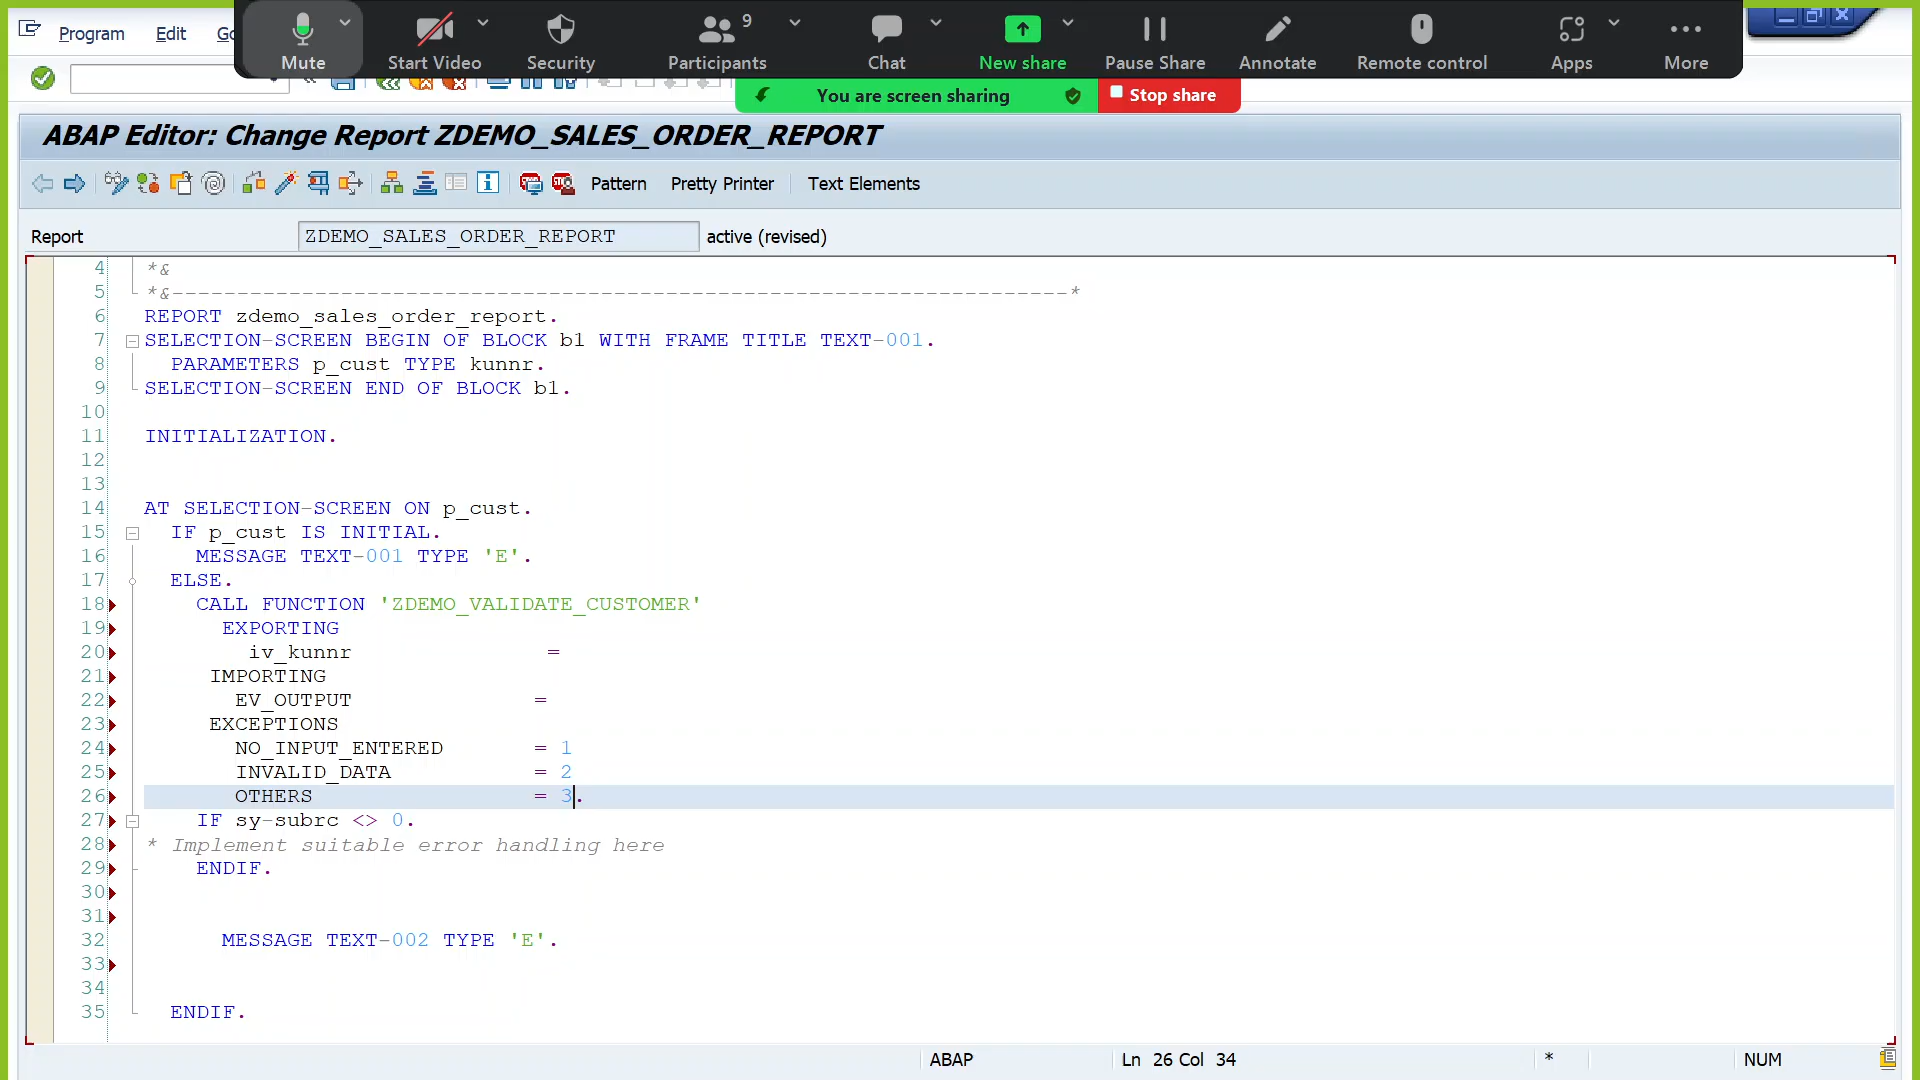 Program Edit
Mute Start Video Security Participants 9 Chat New share Pause Share Annotate Remote control Apps More
You are screen sharing Stop share
ABAP Editor: Change Report ZDEMO_SALES_ORDER_REPORT
Pattern Pretty Printer Text Elements
Report ZDEMO_SALES_ORDER_REPORT active (revised)
4 *&
5 *&---------------------------------------------------------------------*
6 REPORT zdemo_sales_order_report.
7 SELECTION-SCREEN BEGIN OF BLOCK b1 WITH FRAME TITLE TEXT-001.
8 PARAMETERS p_cust TYPE kunnr.
9 SELECTION-SCREEN END OF BLOCK b1.
10
11 INITIALIZATION.
12
13
14 AT SELECTION-SCREEN ON p_cust.
15 IF p_cust IS INITIAL.
16 MESSAGE TEXT-001 TYPE 'E'.
17 ELSE.
18 CALL FUNCTION 'ZDEMO_VALIDATE_CUSTOMER'
19 EXPORTING
20 iv_kunnr =
21 IMPORTING
22 EV_OUTPUT =
23 EXCEPTIONS
24 NO_INPUT_ENTERED = 1
25 INVALID_DATA = 2
26 OTHERS = 3.
27 IF sy-subrc <> 0.
28 * Implement suitable error handling here
29 ENDIF.
30
31
32 MESSAGE TEXT-002 TYPE 'E'.
33
34
35 ENDIF.
ABAP Ln 26 Col 34 * NUM